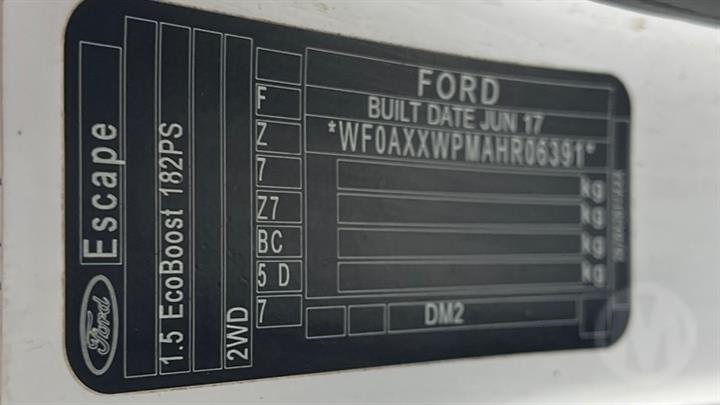 FORD
BUILT DATE JUN 17
*WF0AXXWPMAHR06391*
kg
kg
kg
kg
DM2
F
Z
7
Z7
BC
5 D
7
2WD
1.5 EcoBoost 182PS
Ford Escape
M